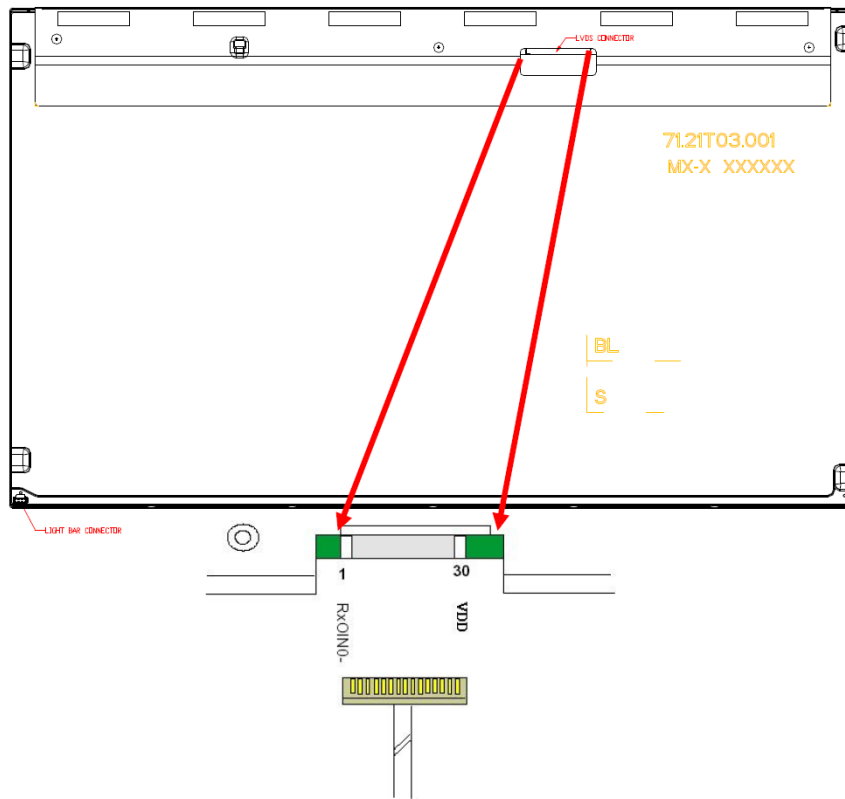 LVDS CONNECTOR
71.21T03.001
MX-X XXXXXX
BL
S
LIGHT BAR CONNECTOR
1
30
RxOIN0-
VDD